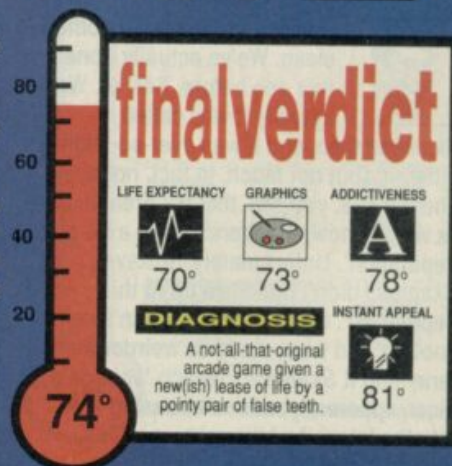 80
60
40
20
74°
finalverdict
LIFE EXPECTANCY GRAPHICS ADDICTIVENESS
A
70° 73° 78°
DIAGNOSIS
A not-all-that-original
arcade game given a
new(ish) lease of life by a
pointy pair of false teeth.
INSTANT APPEAL
81°